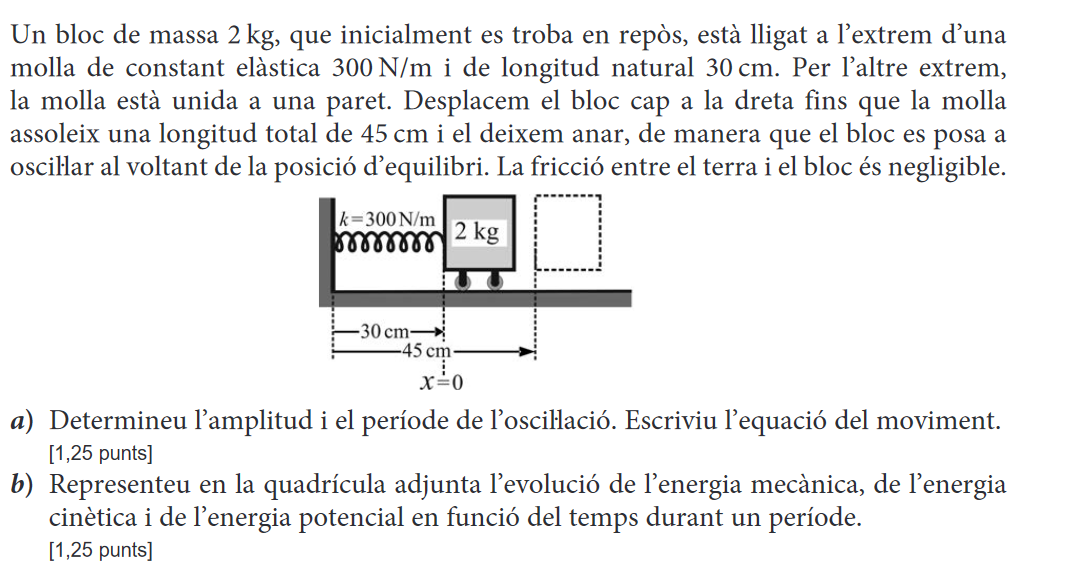 Un bloc de massa 2 kg, que inicialment es troba en repòs, està lligat a l’extrem d’una
molla de constant elàstica 300 N/m i de longitud natural 30 cm. Per l’altre extrem,
la molla està unida a una paret. Desplacem el bloc cap a la dreta fins que la molla
assoleix una longitud total de 45 cm i el deixem anar, de manera que el bloc es posa a
oscil·lar al voltant de la posició d’equilibri. La fricció entre el terra i el bloc és negligible.
k=300 N/m
2 kg
30 cm
45 cm
x=0
a) Determineu l’amplitud i el període de l’oscil·lació. Escriviu l’equació del moviment.
[1,25 punts]
b) Representeu en la quadrícula adjunta l’evolució de l’energia mecànica, de l’energia
cinètica i de l’energia potencial en funció del temps durant un període.
[1,25 punts]